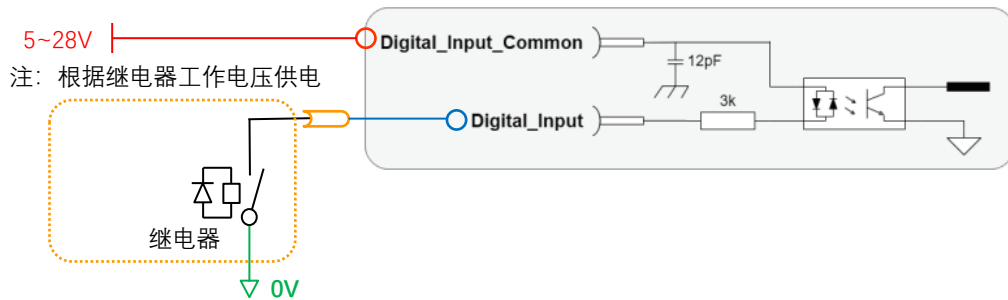 5~28V
Digital_Input_Common
12pF
注：根据继电器工作电压供电
3k
Digital_Input
继电器
0V